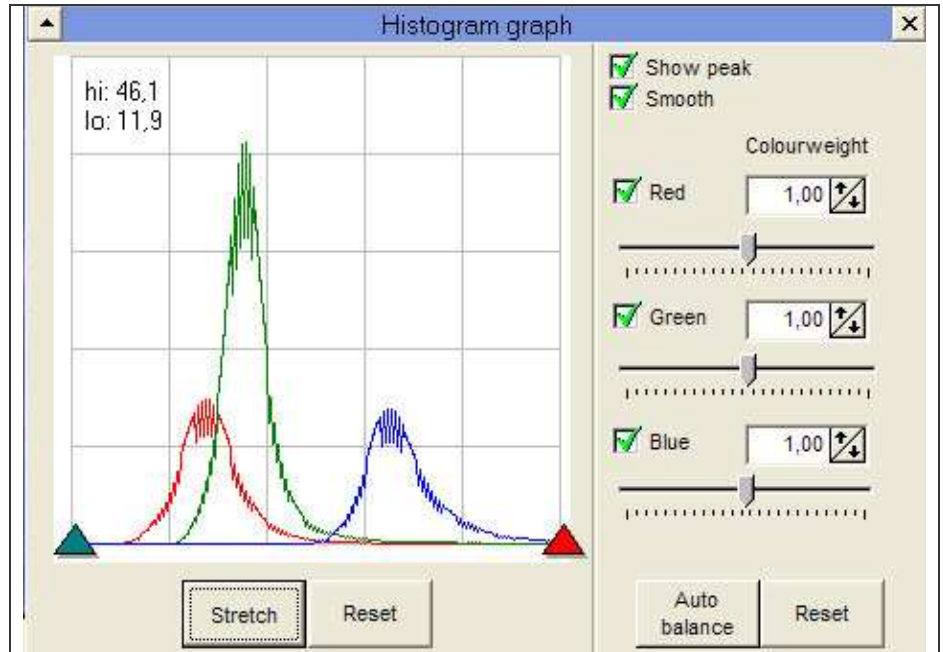 Histogram graph
hi: 46,1
lo: 11,9
Show peak
Smooth
Colourweight
Red 1,00
Green 1,00
Blue 1,00
Stretch Reset
Auto
balance
Reset